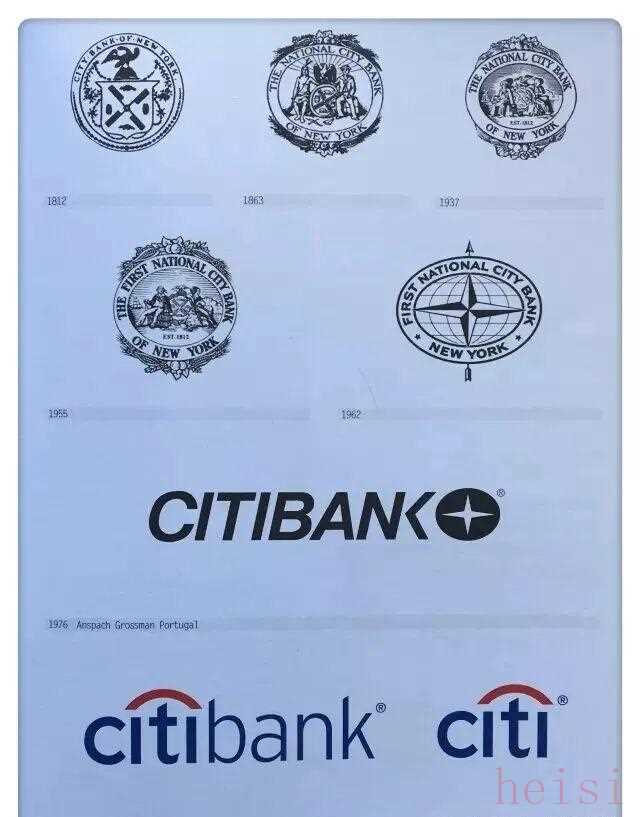 CITY BANK·OF·NEW YORK
THE NATIONAL CITY BANK
OF NEW YORK
THE NATIONAL CITY BANK
EST. 1812
OF NEW YORK
1812
1863
1937
THE FIRST NATIONAL CITY BANK
EST. 1812
OF NEW YORK
FIRST NATIONAL CITY BANK
NEW YORK
1955
1962
CITIBANK®
1976 Anspach Grossman Portugal
citibank®
citi®
heisi